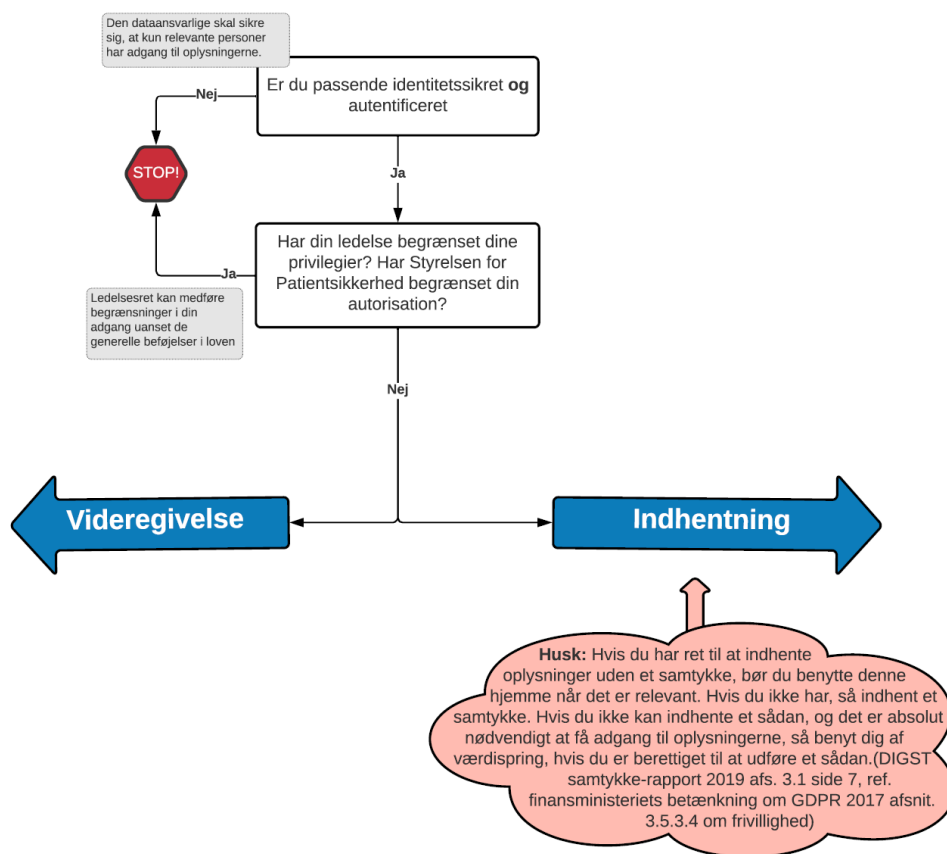 Den dataansvarlige skal sikre
sig, at kun relevante personer
har adgang til oplysningerne.
Er du passende identitetssikret og
autentificeret
Nej
STOP!
Ja
Har din ledelse begrænset dine
privilegier? Har Styrelsen for
Patientsikkerhed begrænset din
autorisation?
Ja
Ledelsesret kan medføre
begrænsninger i din
adgang uanset de
generelle beføjelser i loven
Nej
Videregivelse
Indhentning
Husk: Hvis du har ret til at indhente
oplysninger uden et samtykke, bør du benytte denne
hjemme når det er relevant. Hvis du ikke har, så indhent et
samtykke. Hvis du ikke kan indhente et sådan, og det er absolut
nødvendigt at få adgang til oplysningerne, så benyt dig af
værdispring, hvis du er berettiget til at udføre et sådan.(DIGST
samtykke-rapport 2019 afs. 3.1 side 7, ref.
finansministeriets betænkning om GDPR 2017 afsnit.
3.5.3.4 om frivillighed)